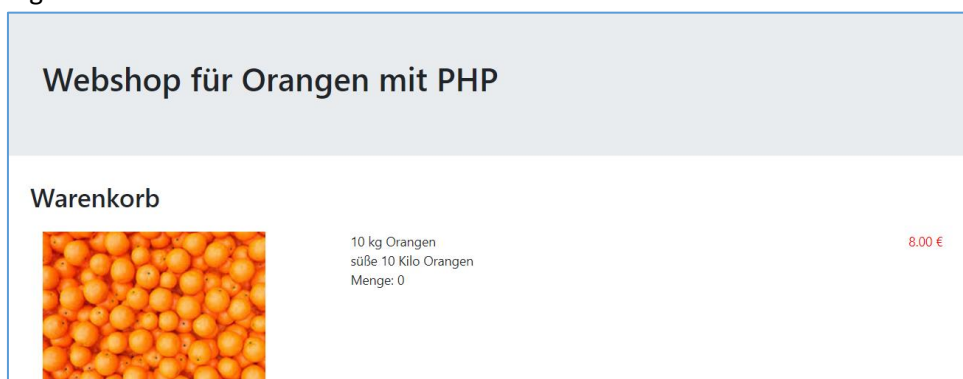 Webshop für Orangen mit PHP
Warenkorb
10 kg Orangen
8.00 €
süße 10 Kilo Orangen
Menge: 0